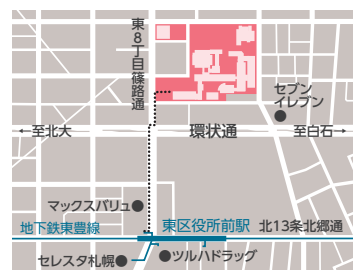 東8丁目篠路通
セブン
イレブン
←至北大
環状通
至白石→
マックスバリュ
地下鉄東豊線
東区役所前駅
北13条北郷通
セレスタ札幌
ツルハドラッグ